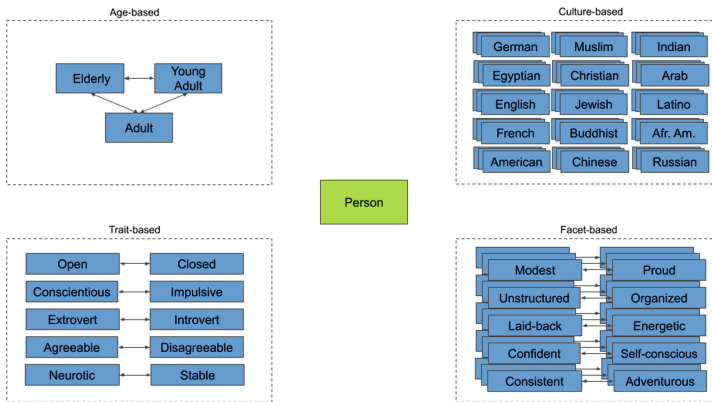 Age-based
Elderly
Young
Adult
Adult
Culture-based
German Muslim Indian
Egyptian Christian Arab
English Jewish Latino
French Buddhist Afr. Am.
American Chinese Russian
Person
Trait-based
Open Closed
Conscientious Impulsive
Extrovert Introvert
Agreeable Disagreeable
Neurotic Stable
Facet-based
Modest Proud
Unstructured Organized
Laid-back Energetic
Confident Self-conscious
Consistent Adventurous